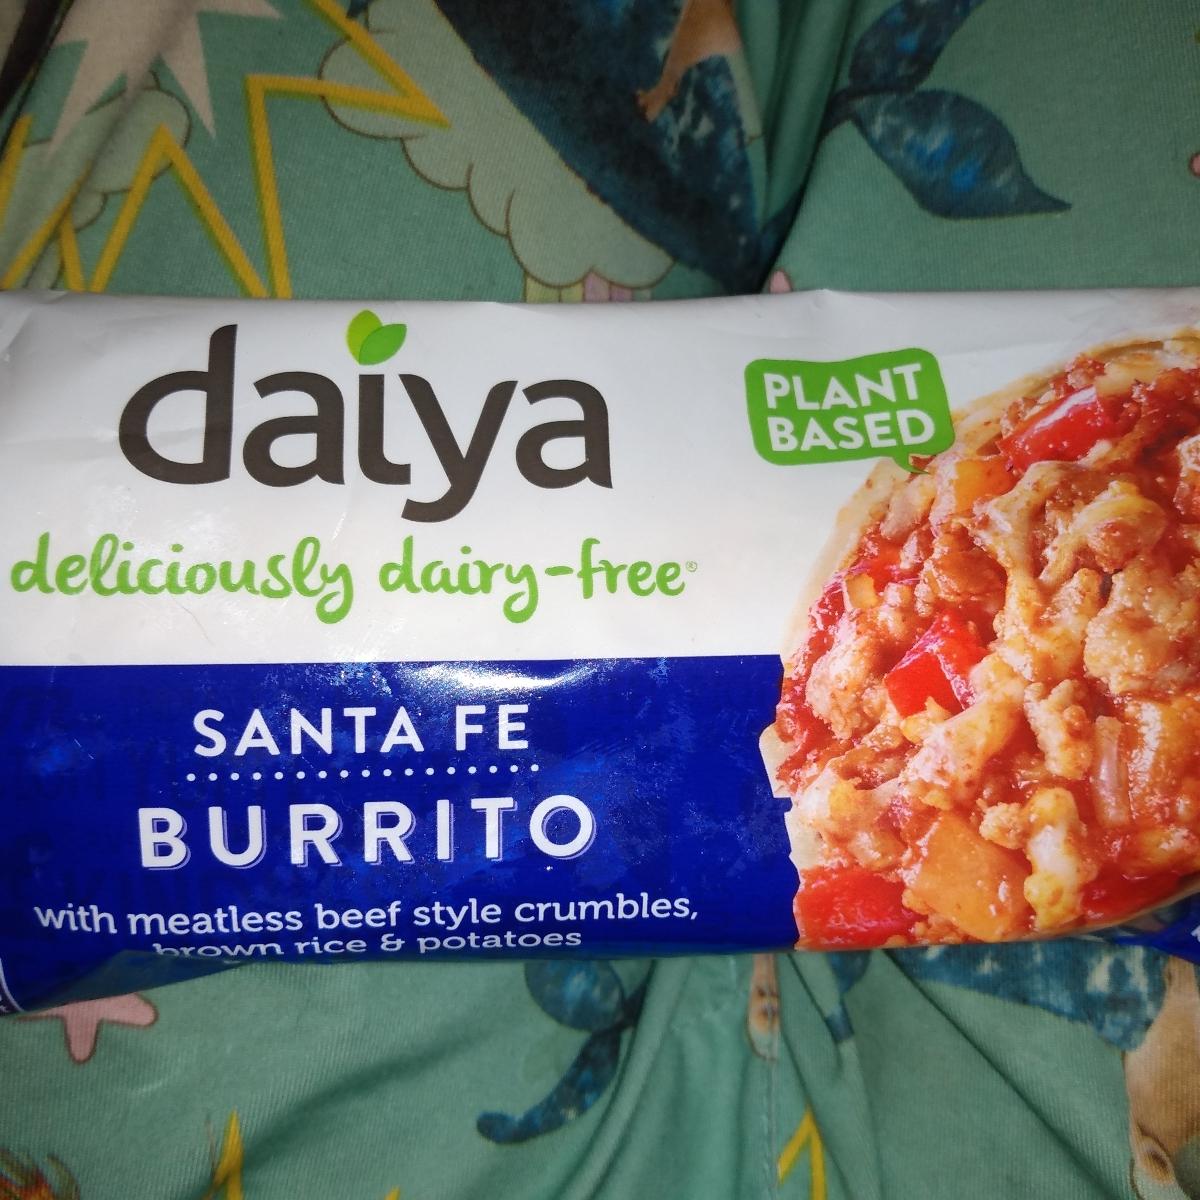 daiya
deliciously dairy-free®
PLANT
BASED
SANTA FE
BURRITO
with meatless beef style crumbles,
brown rice & potatoes